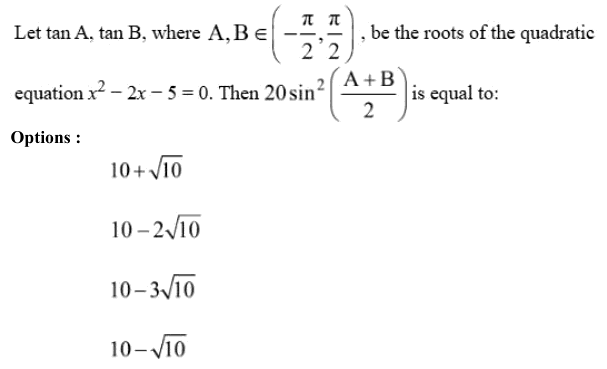 Let tan A, tan B, where A, B ∈ (−π/2, π/2), be the roots of the quadratic
equation x² − 2x − 5 = 0. Then 20 sin² ((A + B)/2) is equal to:
Options :
10 + √10
10 − 2√10
10 − 3√10
10 − √10